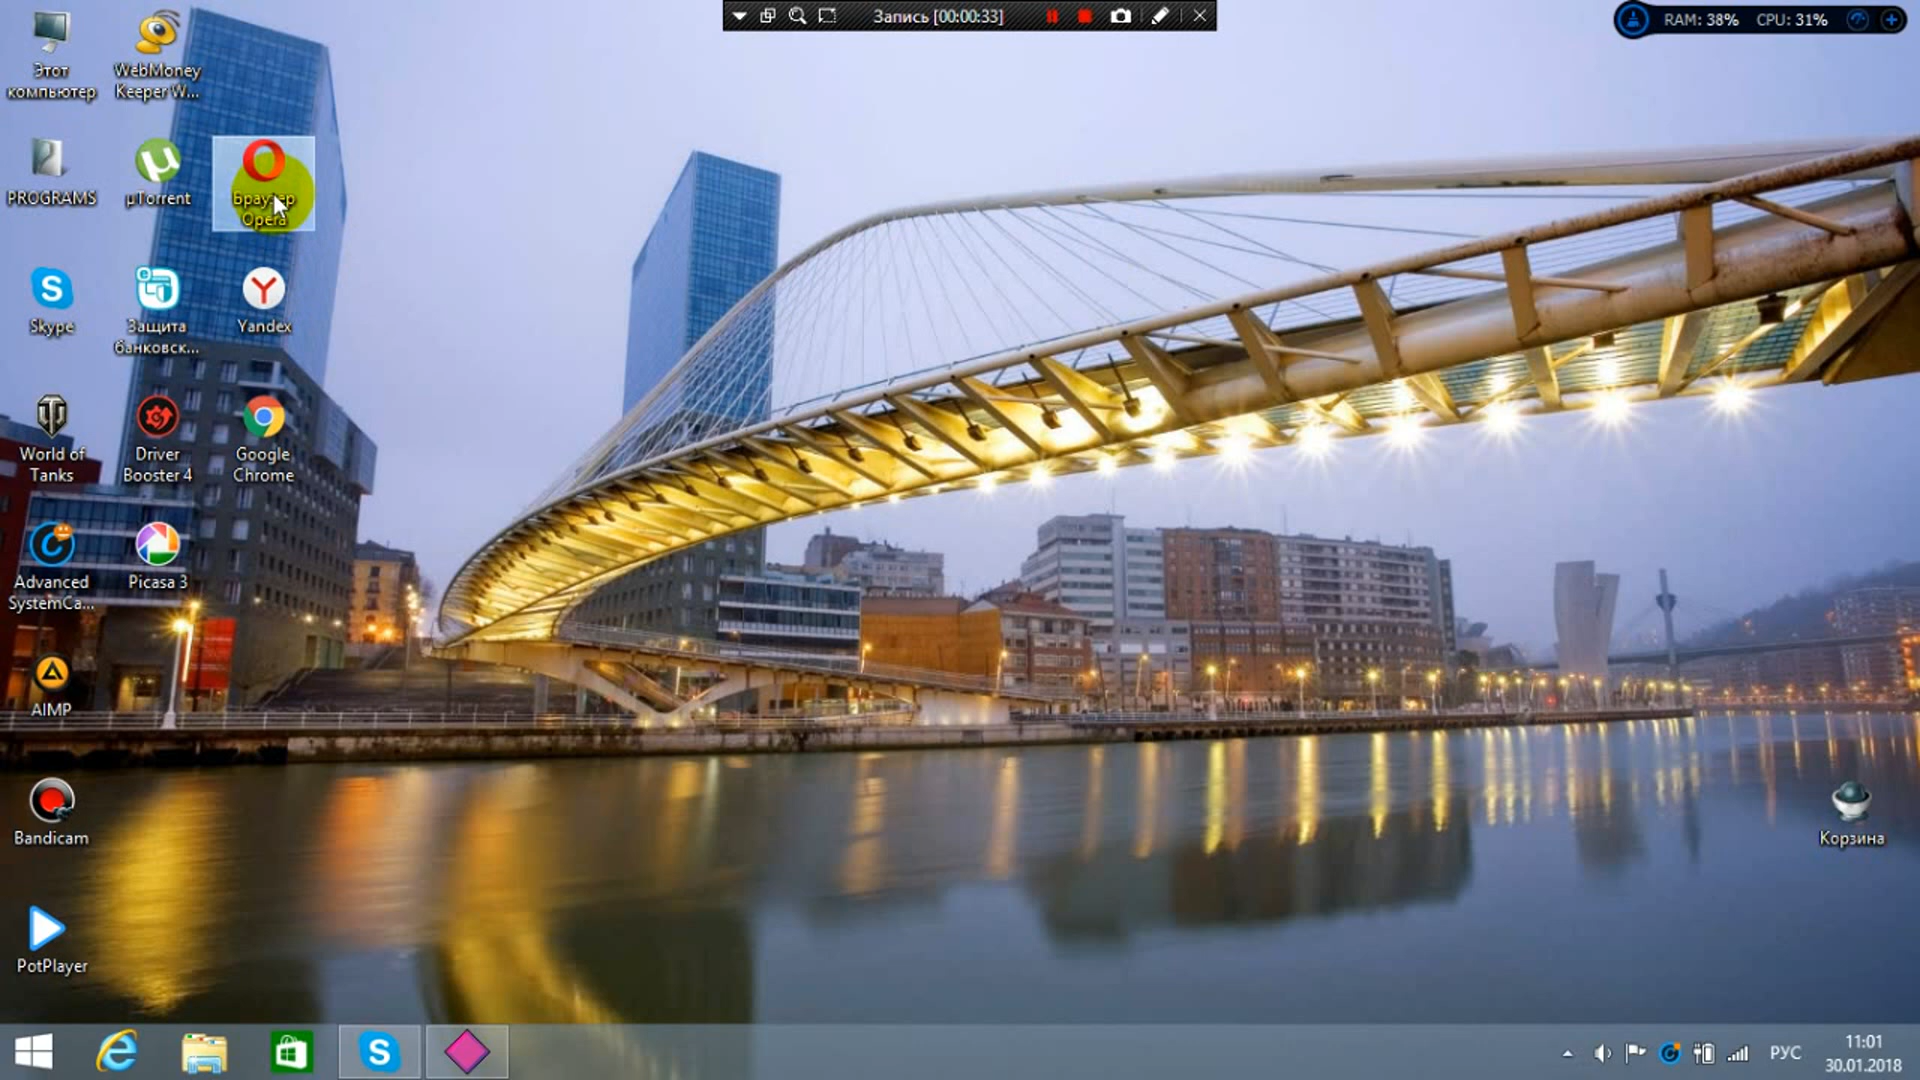 Запись [00:00:33]
RAM: 38% CPU: 31%
Этот
компьютер
WebMoney
Keeper W...
PROGRAMS
µTorrent
Браузер
Opera
Skype
Защита
банковск...
Yandex
World of
Tanks
Driver
Booster 4
Google
Chrome
Advanced
SystemCa...
Picasa 3
AIMP
Bandicam
Корзина
PotPlayer
РУС
11:01
30.01.2018